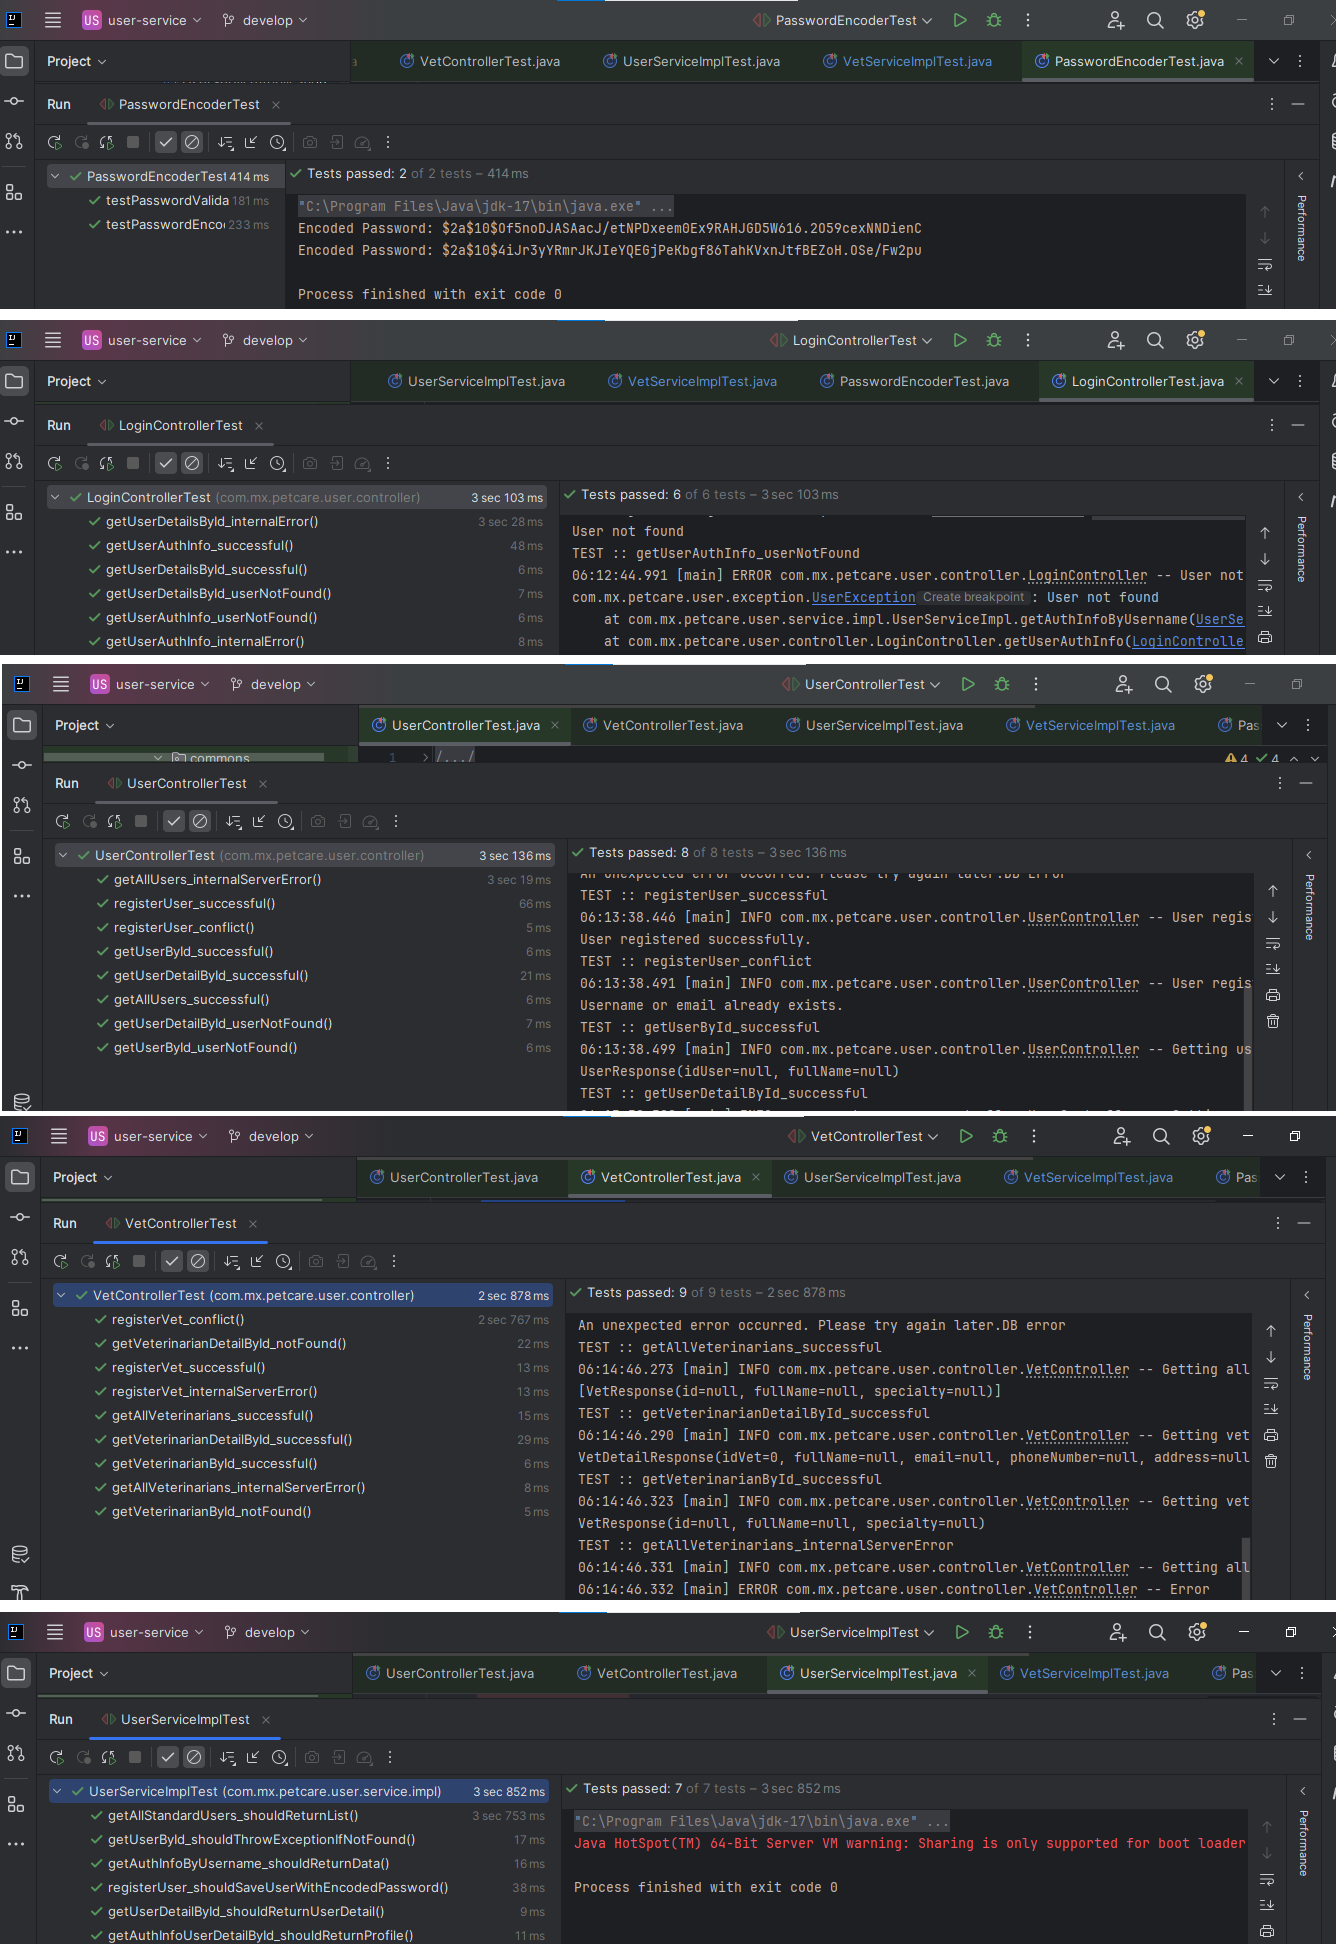 US user-service develop PasswordEncoderTest
Project VetControllerTest.java UserServiceImplTest.java VetServiceImplTest.java PasswordEncoderTest.java
Run PasswordEncoderTest
PasswordEncoderTest 414 ms
Tests passed: 2 of 2 tests – 414 ms
testPasswordValida 181 ms
testPasswordEnco 233 ms
"C:\Program Files\Java\jdk-17\bin\java.exe" ...
Encoded Password: $2a$10$Of5noDJASAacJ/etNPDxeem0Ex9RAHJGD5W616.2O59cexNNDienC
Encoded Password: $2a$10$4iJr3yYRmrJKJIeYQEGjPeKbgf86TahKVxnJtfBEZoH.OSe/Fw2pu
Process finished with exit code 0
Performance
US user-service develop LoginControllerTest
Project UserServiceImplTest.java VetServiceImplTest.java PasswordEncoderTest.java LoginControllerTest.java
Run LoginControllerTest
LoginControllerTest (com.mx.petcare.user.controller) 3 sec 103 ms
getUserDetailsById_internalError() 3 sec 28 ms
getUserAuthInfo_successful() 48 ms
getUserDetailsById_successful() 6 ms
getUserDetailsById_userNotFound() 7 ms
getUserAuthInfo_userNotFound() 6 ms
getUserAuthInfo_internalError() 8 ms
Tests passed: 6 of 6 tests – 3 sec 103 ms
User not found
TEST :: getUserAuthInfo_userNotFound
06:12:44.991 [main] ERROR com.mx.petcare.user.controller.LoginController -- User not
com.mx.petcare.user.exception.UserException Create breakpoint : User not found
at com.mx.petcare.user.service.impl.UserServiceImpl.getAuthInfoByUsername(UserSe
at com.mx.petcare.user.controller.LoginController.getUserAuthInfo(LoginControlle
Performance
US user-service develop UserControllerTest
Project UserControllerTest.java VetControllerTest.java UserServiceImplTest.java VetServiceImplTest.java Pas
commons 1 /.../ 4 4
Run UserControllerTest
UserControllerTest (com.mx.petcare.user.controller) 3 sec 136 ms
getAllUsers_internalServerError() 3 sec 19 ms
registerUser_successful() 66 ms
registerUser_conflict() 5 ms
getUserById_successful() 6 ms
getUserDetailById_successful() 21 ms
getAllUsers_successful() 6 ms
getUserDetailById_userNotFound() 7 ms
getUserById_userNotFound() 6 ms
Tests passed: 8 of 8 tests – 3 sec 136 ms
An unexpected error occurred. Please try again later.DB error
TEST :: registerUser_successful
06:13:38.446 [main] INFO com.mx.petcare.user.controller.UserController -- User regis
User registered successfully.
TEST :: registerUser_conflict
06:13:38.491 [main] INFO com.mx.petcare.user.controller.UserController -- User regis
Username or email already exists.
TEST :: getUserById_successful
06:13:38.499 [main] INFO com.mx.petcare.user.controller.UserController -- Getting us
UserResponse(idUser=null, fullName=null)
TEST :: getUserDetailById_successful
Performance
US user-service develop VetControllerTest
Project UserControllerTest.java VetControllerTest.java UserServiceImplTest.java VetServiceImplTest.java Pas
Run VetControllerTest
VetControllerTest (com.mx.petcare.user.controller) 2 sec 878 ms
registerVet_conflict() 2 sec 767 ms
getVeterinarianDetailById_notFound() 22 ms
registerVet_successful() 13 ms
registerVet_internalServerError() 13 ms
getAllVeterinarians_successful() 15 ms
getVeterinarianDetailById_successful() 29 ms
getVeterinarianById_successful() 6 ms
getAllVeterinarians_internalServerError() 8 ms
getVeterinarianById_notFound() 5 ms
Tests passed: 9 of 9 tests – 2 sec 878 ms
An unexpected error occurred. Please try again later.DB error
TEST :: getAllVeterinarians_successful
06:14:46.273 [main] INFO com.mx.petcare.user.controller.VetController -- Getting all
[VetResponse(id=null, fullName=null, specialty=null)]
TEST :: getVeterinarianDetailById_successful
06:14:46.290 [main] INFO com.mx.petcare.user.controller.VetController -- Getting vet
VetDetailResponse(idVet=0, fullName=null, email=null, phoneNumber=null, address=null
TEST :: getVeterinarianById_successful
06:14:46.323 [main] INFO com.mx.petcare.user.controller.VetController -- Getting vet
VetResponse(id=null, fullName=null, specialty=null)
TEST :: getAllVeterinarians_internalServerError
06:14:46.331 [main] INFO com.mx.petcare.user.controller.VetController -- Getting all
06:14:46.332 [main] ERROR com.mx.petcare.user.controller.VetController -- Error
Performance
US user-service develop UserServiceImplTest
Project UserControllerTest.java VetControllerTest.java UserServiceImplTest.java VetServiceImplTest.java Pas
Run UserServiceImplTest
UserServiceImplTest (com.mx.petcare.user.service.impl) 3 sec 852 ms
getAllStandardUsers_shouldReturnList() 3 sec 753 ms
getUserById_shouldThrowExceptionIfNotFound() 17 ms
getAuthInfoByUsername_shouldReturnData() 16 ms
registerUser_shouldSaveUserWithEncodedPassword() 38 ms
getUserDetailById_shouldReturnUserDetail() 9 ms
getAuthInfoUserDetailById_shouldReturnProfile() 11 ms
Tests passed: 7 of 7 tests – 3 sec 852 ms
"C:\Program Files\Java\jdk-17\bin\java.exe" ...
Java HotSpot(TM) 64-Bit Server VM warning: Sharing is only supported for boot loader
Process finished with exit code 0
Performance